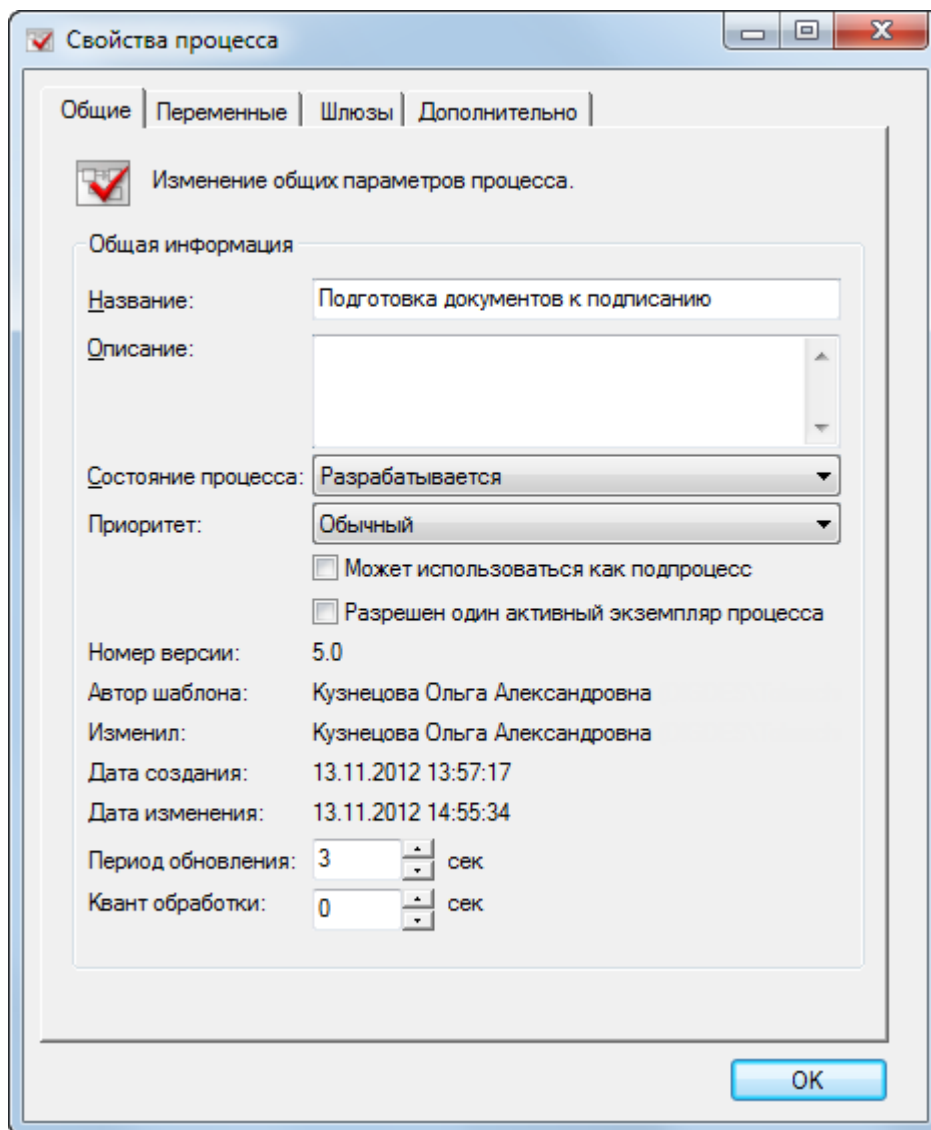 Свойства процесса
Общие Переменные Шлюзы Дополнительно
Изменение общих параметров процесса.
Общая информация
Название: Подготовка документов к подписанию
Описание:
Состояние процесса: Разрабатывается
Приоритет: Обычный
Может использоваться как подпроцесс
Разрешен один активный экземпляр процесса
Номер версии: 5.0
Автор шаблона: Кузнецова Ольга Александровна
Изменил: Кузнецова Ольга Александровна
Дата создания: 13.11.2012 13:57:17
Дата изменения: 13.11.2012 14:55:34
Период обновления: 3 сек
Квант обработки: 0 сек
OK